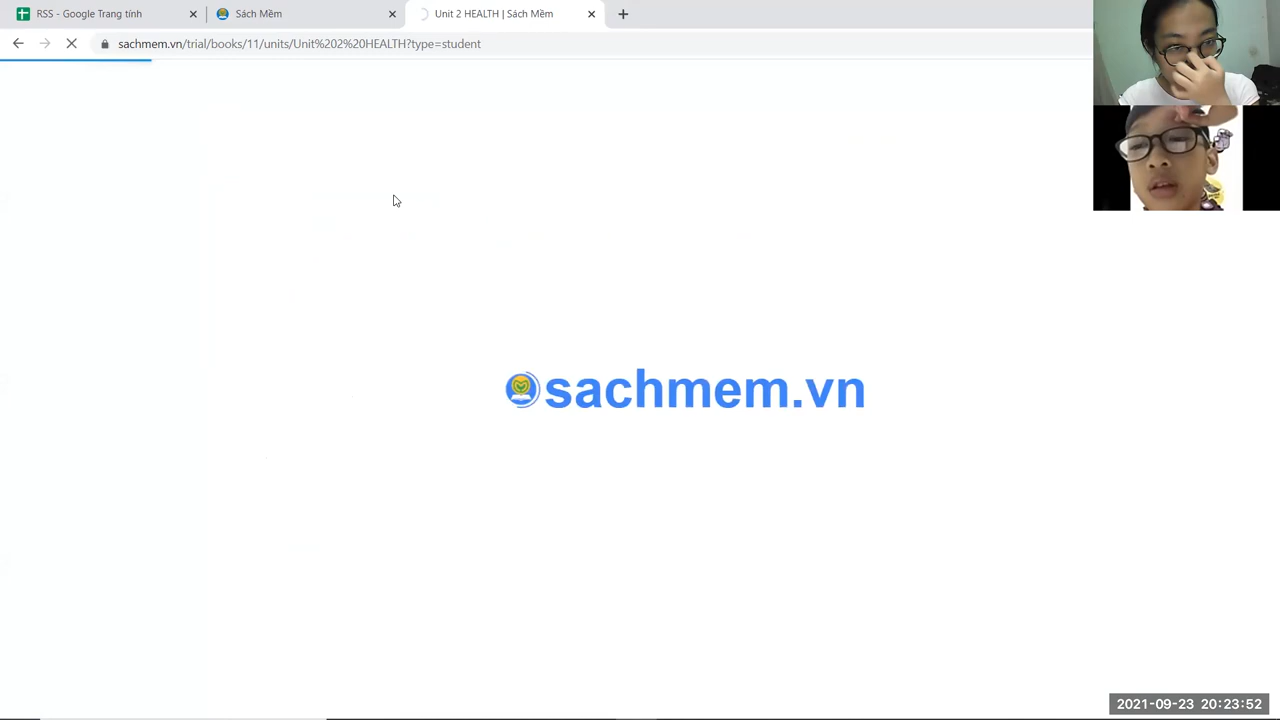 RSS - Google Trang tính
Sách Mềm
Unit 2 HEALTH | Sách Mềm
sachmem.vn/trial/books/11/units/Unit%202%20HEALTH?type=student
sachmem.vn
2021-09-23 20:23:52